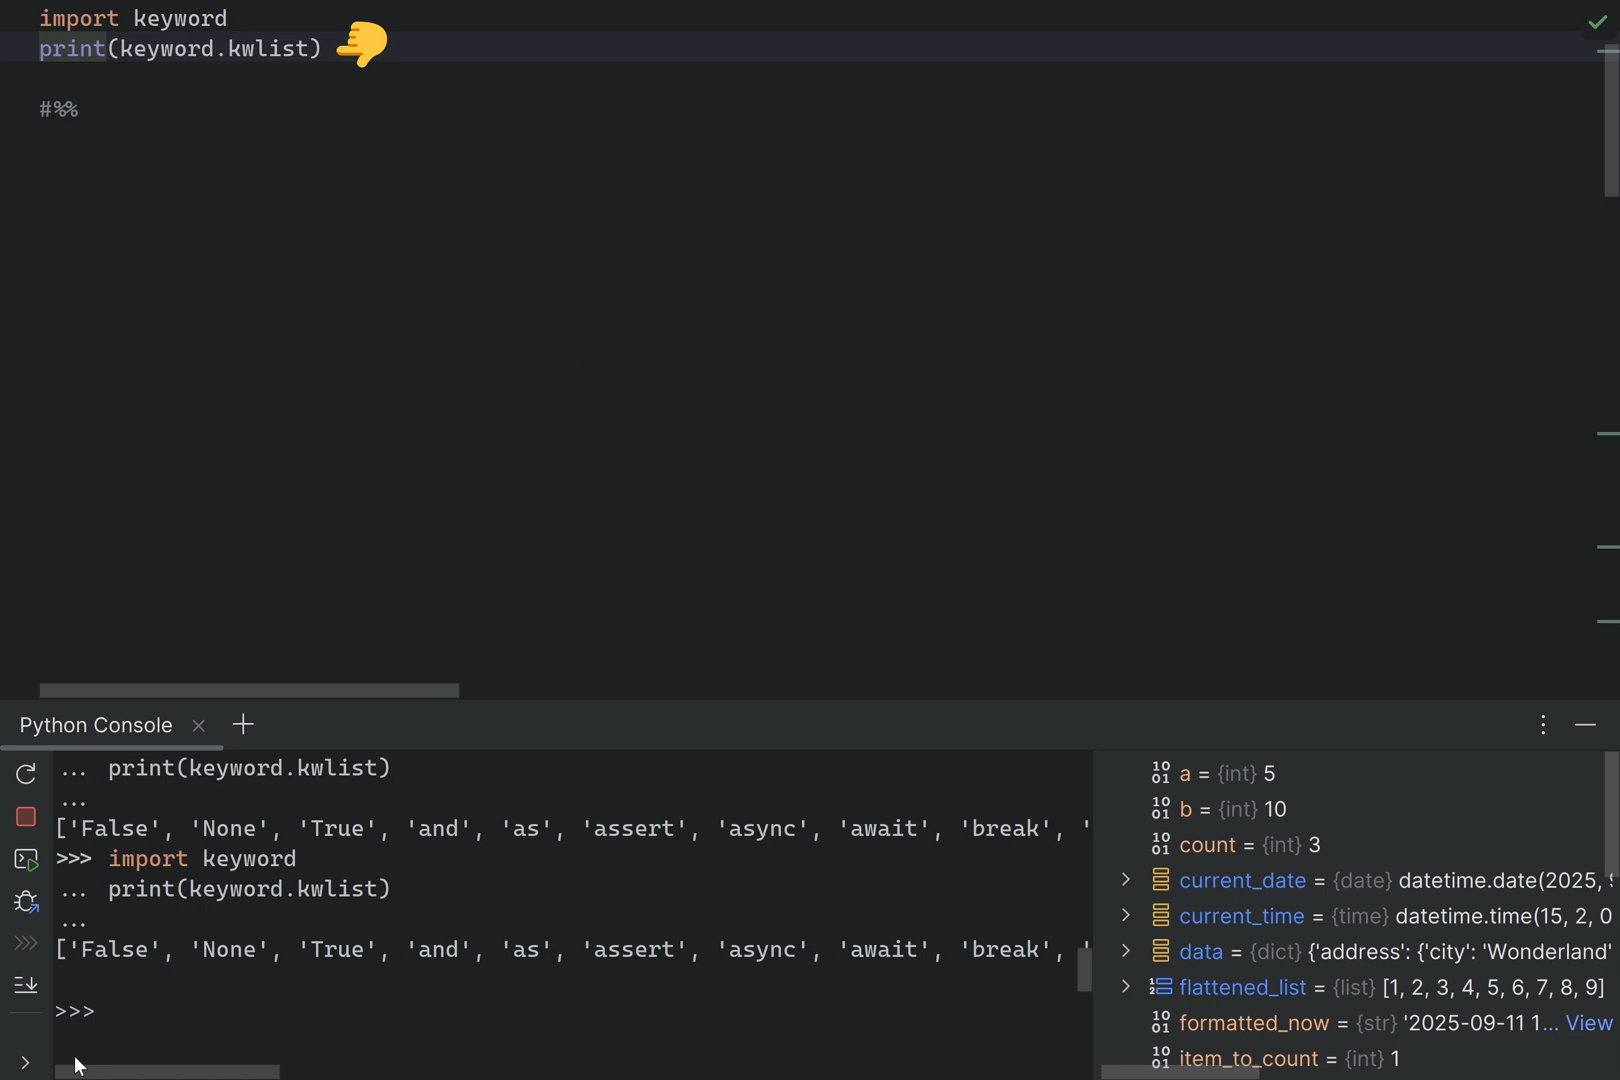 import keyword
print(keyword.kwlist)
#%%
Python Console
... print(keyword.kwlist)
...
['False', 'None', 'True', 'and', 'as', 'assert', 'async', 'await', 'break', '
>>> import keyword
... print(keyword.kwlist)
...
['False', 'None', 'True', 'and', 'as', 'assert', 'async', 'await', 'break', '
>>>
a = {int} 5
b = {int} 10
count = {int} 3
current_date = {date} datetime.date(2025,
current_time = {time} datetime.time(15, 2, 0
data = {dict} {'address': {'city': 'Wonderland'
flattened_list = {list} [1, 2, 3, 4, 5, 6, 7, 8, 9]
formatted_now = {str} '2025-09-11 1... View
item_to_count = {int} 1